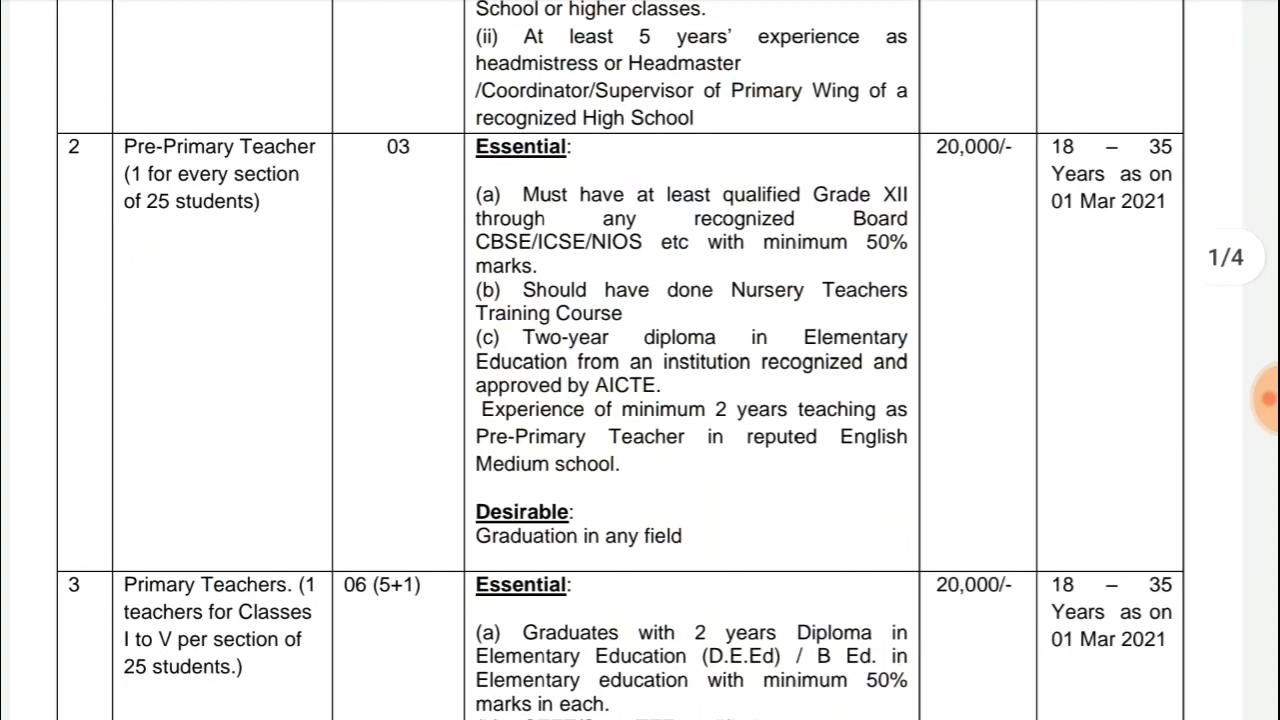 School or higher classes.
(ii) At least 5 years’ experience as
headmistress or Headmaster
/Coordinator/Supervisor of Primary Wing of a
recognized High School
2
Pre-Primary Teacher
(1 for every section
of 25 students)
03
Essential:
(a) Must have at least qualified Grade XII
through any recognized Board
CBSE/ICSE/NIOS etc with minimum 50%
marks.
(b) Should have done Nursery Teachers
Training Course
(c) Two-year diploma in Elementary
Education from an institution recognized and
approved by AICTE.
Experience of minimum 2 years teaching as
Pre-Primary Teacher in reputed English
Medium school.
Desirable:
Graduation in any field
20,000/-
18 – 35
Years as on
01 Mar 2021
1/4
3
Primary Teachers. (1
teachers for Classes
I to V per section of
25 students.)
06 (5+1)
Essential:
(a) Graduates with 2 years Diploma in
Elementary Education (D.E.Ed) / B Ed. in
Elementary education with minimum 50%
marks in each.
20,000/-
18 – 35
Years as on
01 Mar 2021